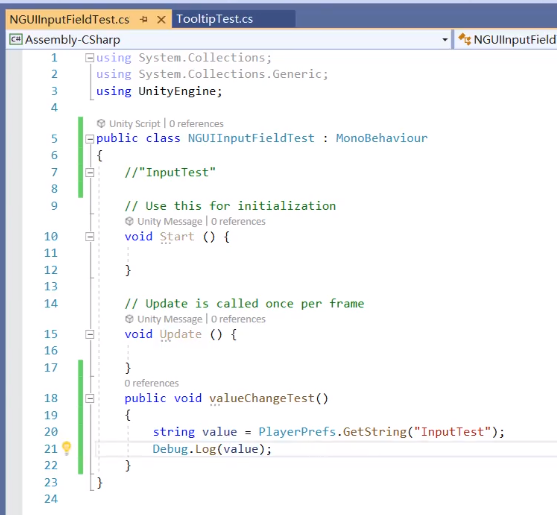 NGUIInputFieldTest.cs
TooltipTest.cs
C# Assembly-CSharp
NGUIInputField
1 using System.Collections;
2 using System.Collections.Generic;
3 using UnityEngine;
4
Unity Script | 0 references
5 public class NGUIInputFieldTest : MonoBehaviour
6 {
7 //"InputTest"
8
9 // Use this for initialization
Unity Message | 0 references
10 void Start () {
11
12 }
13
14 // Update is called once per frame
Unity Message | 0 references
15 void Update () {
16
17 }
0 references
18 public void valueChangeTest()
19 {
20 string value = PlayerPrefs.GetString("InputTest");
21 Debug.Log(value);
22 }
23 }
24